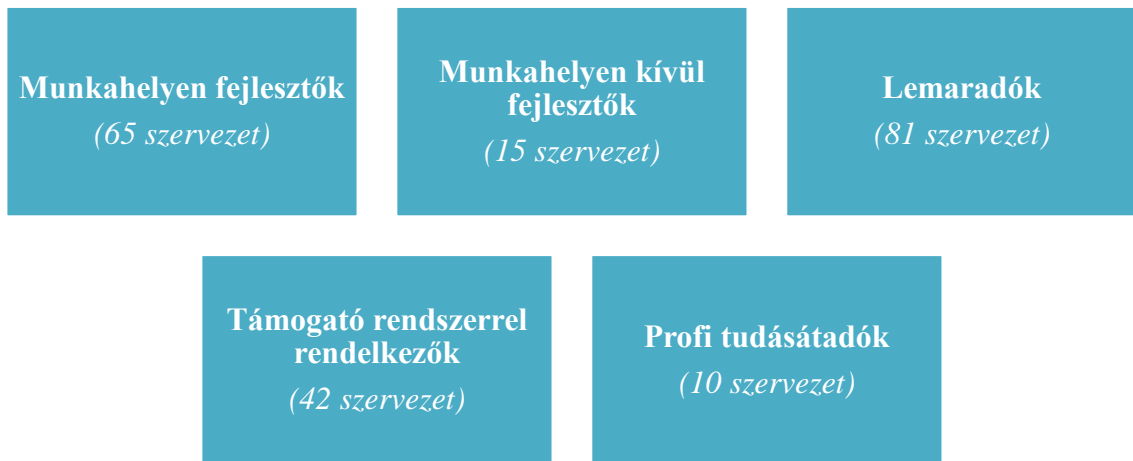 Munkahelyen fejlesztők
(65 szervezet)
Munkahelyen kívül
fejlesztők
(15 szervezet)
Lemaradók
(81 szervezet)
Támogató rendszerrel
rendelkezők
(42 szervezet)
Profi tudásátadók
(10 szervezet)